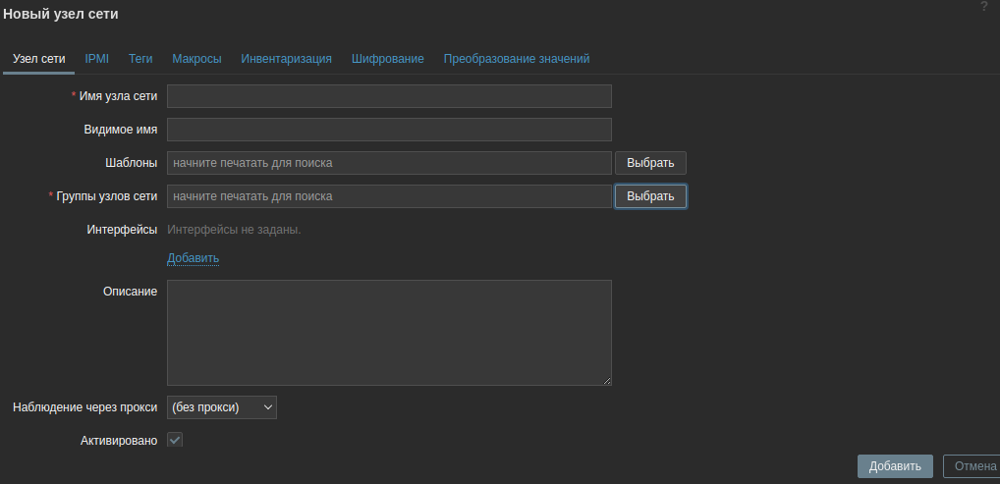 ?
Новый узел сети
Узел сети IPMI Теги Макросы Инвентаризация Шифрование Преобразование значений
* Имя узла сети
Видимое имя
Шаблоны начните печатать для поиска Выбрать
* Группы узлов сети начните печатать для поиска Выбрать
Интерфейсы Интерфейсы не заданы.
Добавить
Описание
Наблюдение через прокси (без прокси)
Активировано
Добавить Отмена